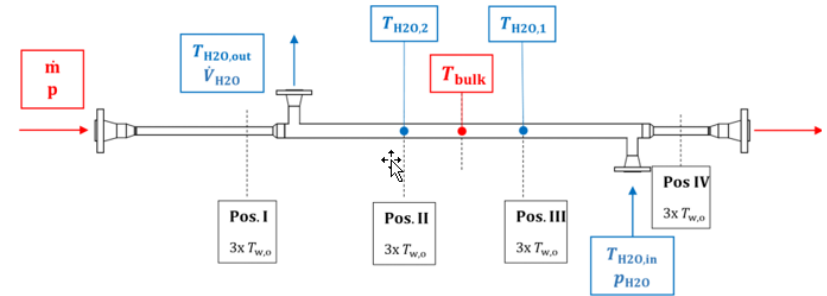 ṁ
p
T_H2O,out
V̇_H2O
T_H2O,2
T_bulk
T_H2O,1
Pos. I
3x T_w,o
Pos. II
3x T_w,o
Pos. III
3x T_w,o
Pos IV
3x T_w,o
T_H2O,in
p_H2O